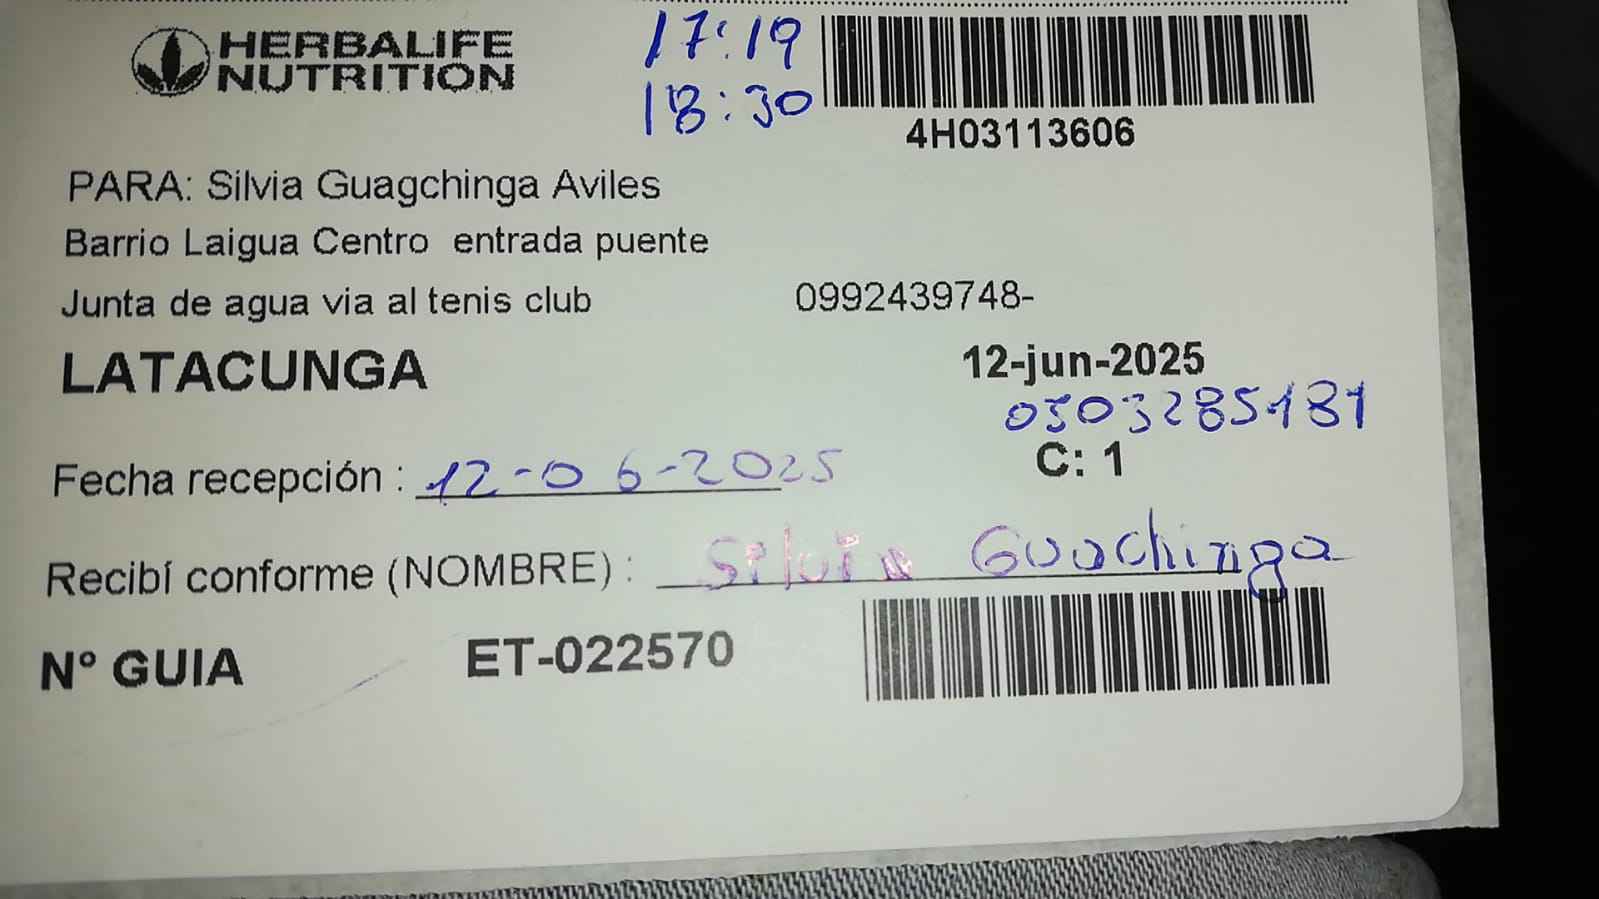 HERBALIFE
NUTRITION
17:19
18:30
4H03113606
PARA: Silvia Guagchinga Aviles
Barrio Laigua Centro entrada puente
Junta de agua via al tenis club 0992439748-
LATACUNGA 12-jun-2025
0503285181
C: 1
Fecha recepción : 12-06-2025
Recibí conforme (NOMBRE) : Silvia Guachinga
N° GUIA ET-022570